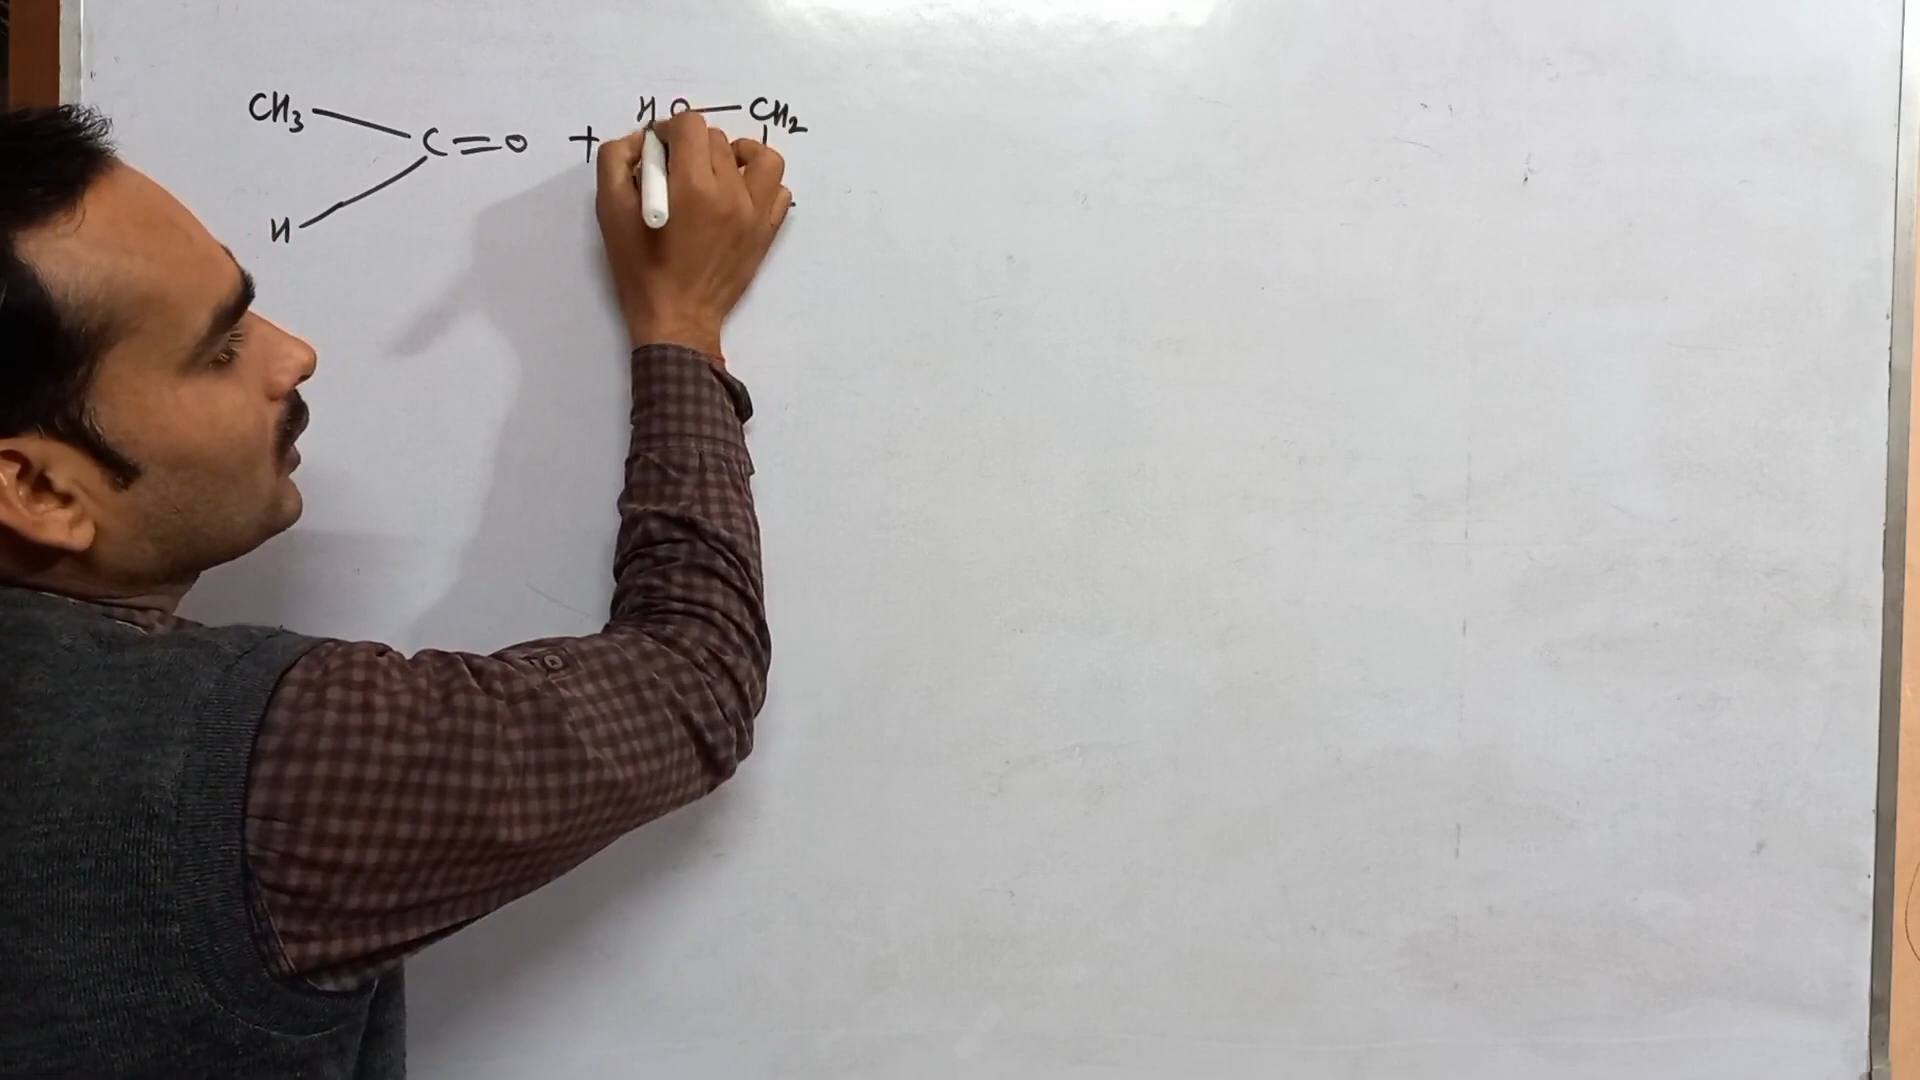 CH₃ C=O + HO—CH₂
H